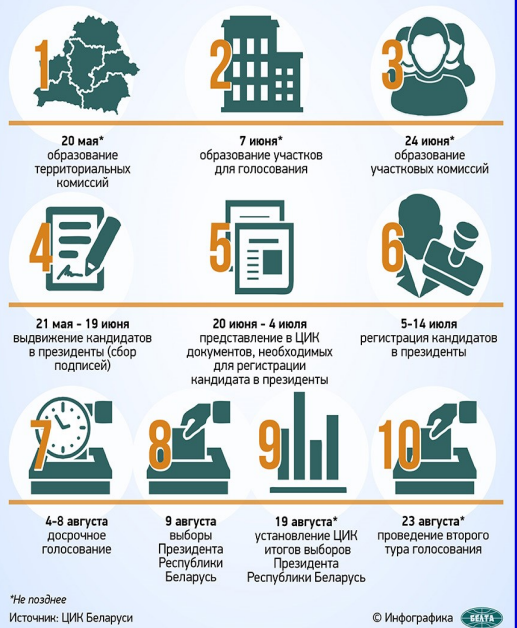 1
2
3
20 мая*
образование
территориальных
комиссий
7 июня*
образование участков
для голосования
24 июня*
образование
участковых комиссий
4
5
6
21 мая - 19 июня
выдвижение кандидатов
в президенты (сбор
подписей)
20 июня - 4 июля
представление в ЦИК
документов, необходимых
для регистрации
кандидата в президенты
5-14 июля
регистрация кандидатов
в президенты
7
8
9
10
4-8 августа
досрочное
голосование
9 августа
выборы
Президента
Республики
Беларусь
19 августа*
установление ЦИК
итогов выборов
Президента
Республики Беларусь
23 августа*
проведение второго
тура голосования
*Не позднее
Источник: ЦИК Беларуси
© Инфографика БЕЛТА